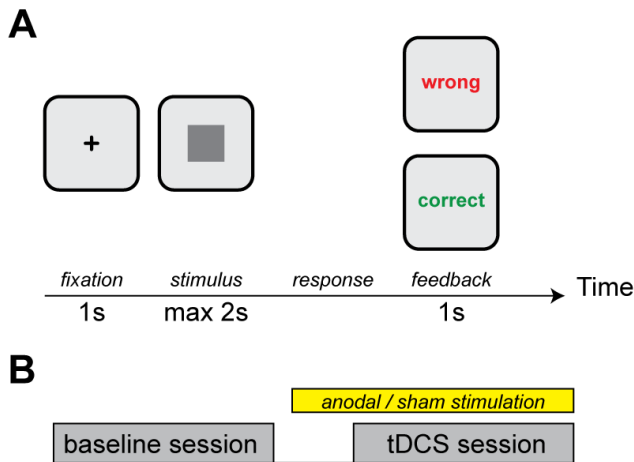 A
wrong
+
correct
fixation stimulus response feedback
Time
1s max 2s 1s
B
anodal / sham stimulation
baseline session tDCS session